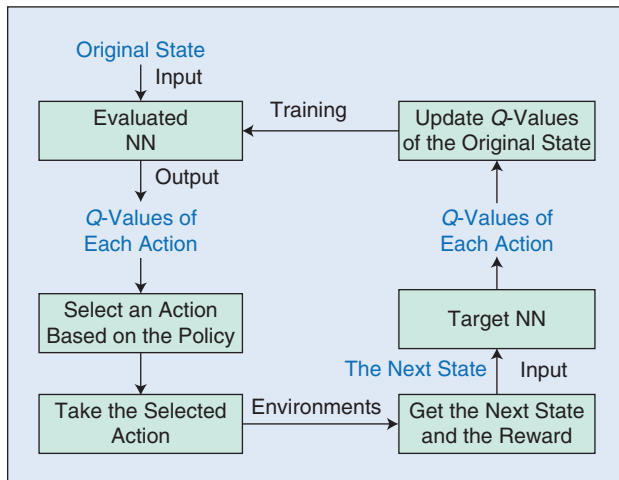 Original State
Input
Evaluated
NN
Training
Update Q-Values
of the Original State
Output
Q-Values of
Each Action
Q-Values of
Each Action
Select an Action
Based on the Policy
Target NN
The Next State
Input
Take the Selected
Action
Environments
Get the Next State
and the Reward